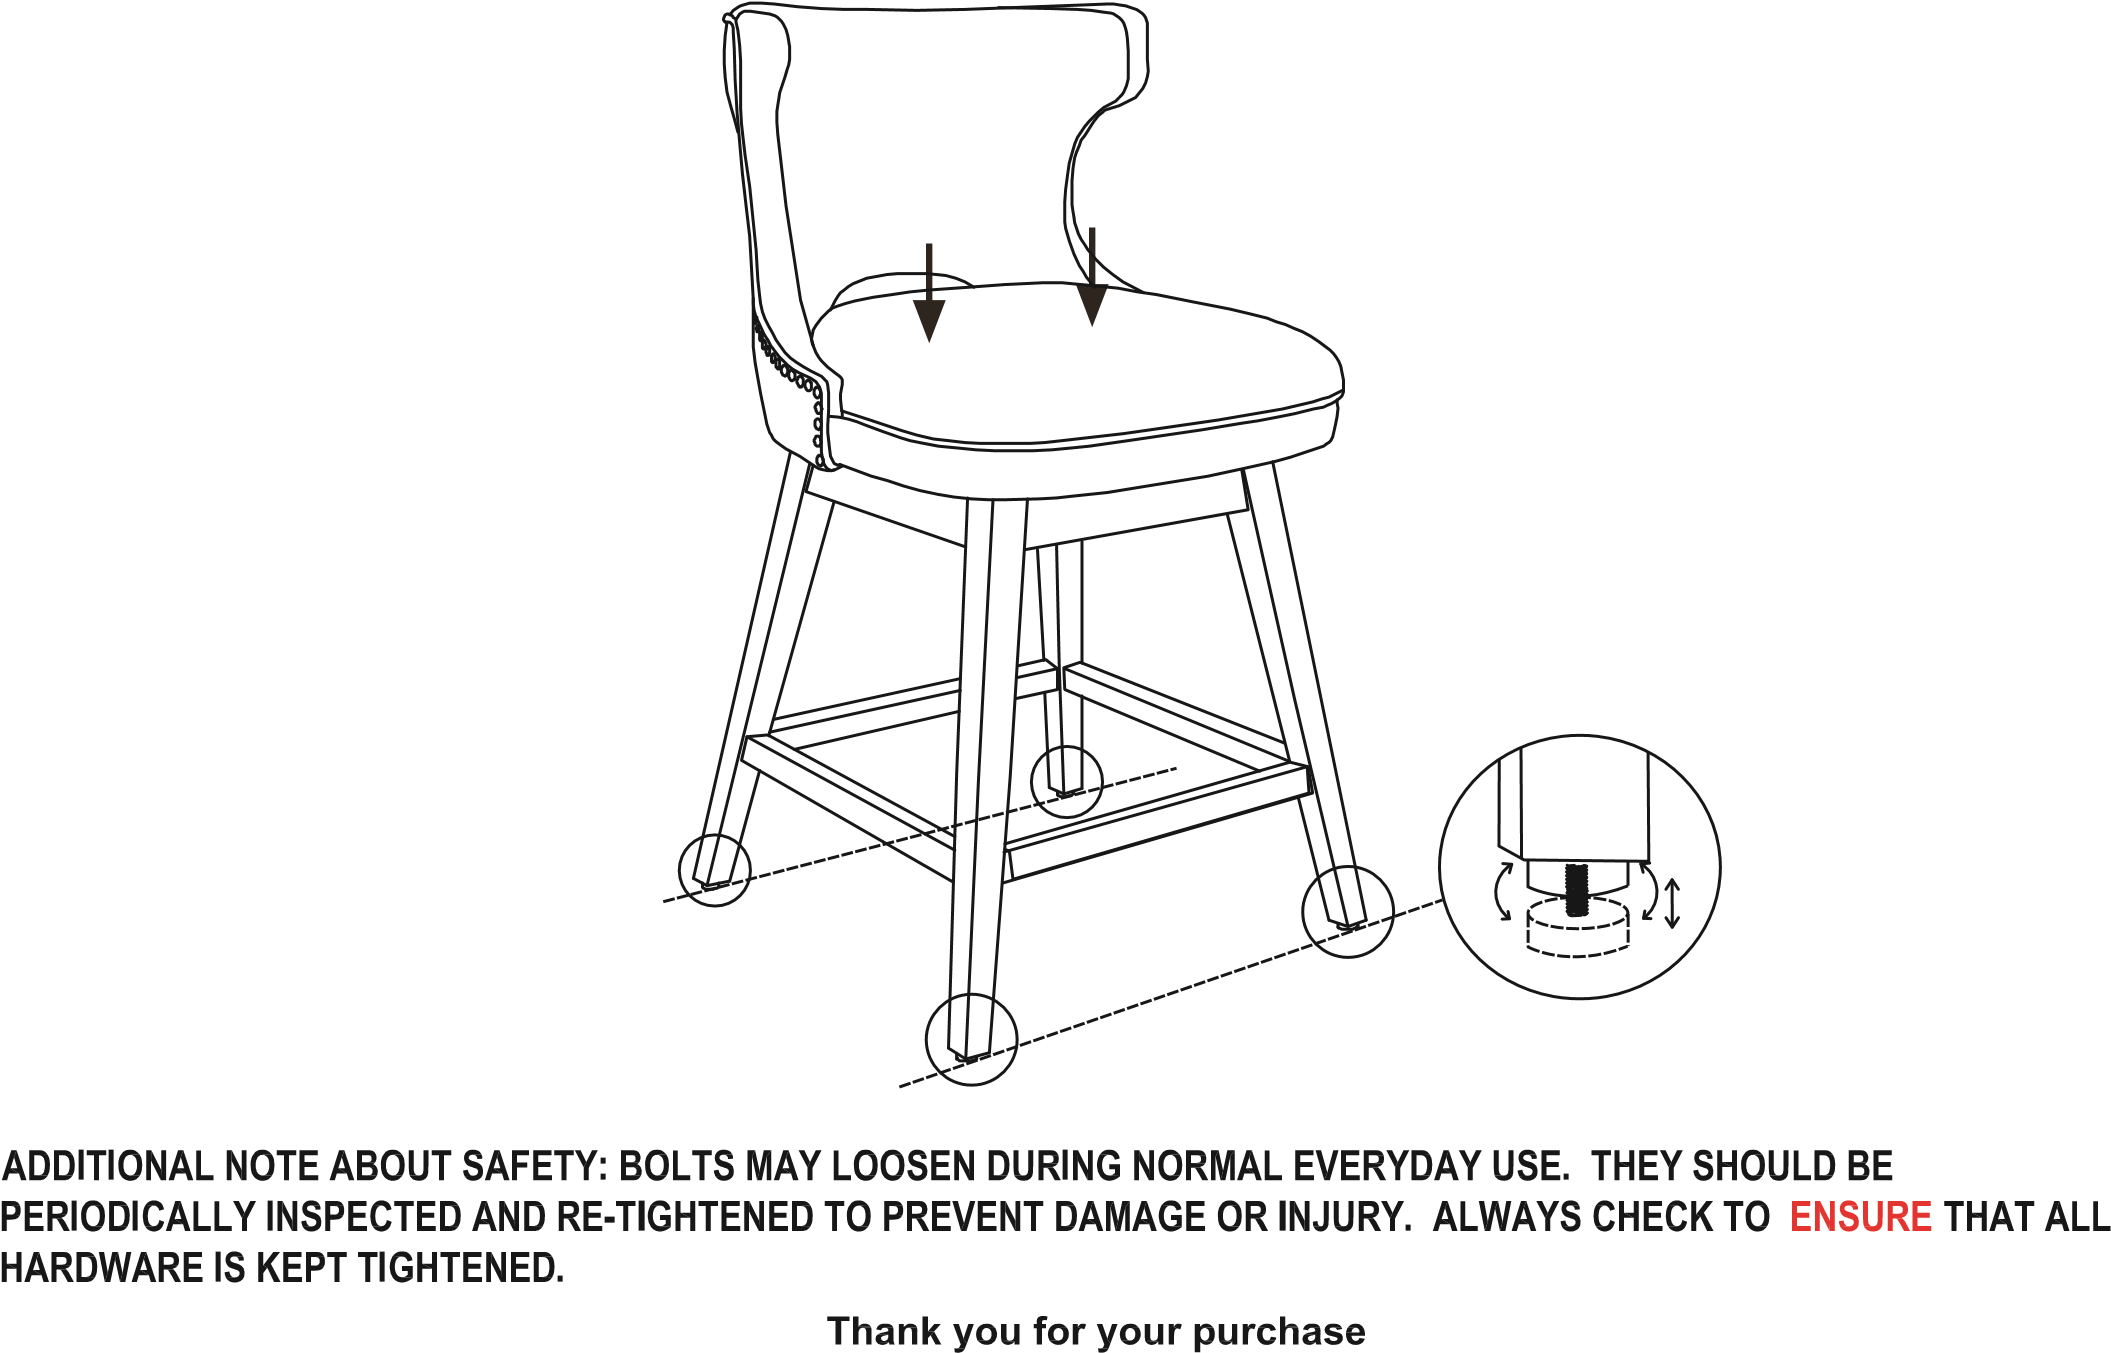 ADDITIONAL NOTE ABOUT SAFETY: BOLTS MAY LOOSEN DURING NORMAL EVERYDAY USE.  THEY SHOULD BE
PERIODICALLY INSPECTED AND RE-TIGHTENED TO PREVENT DAMAGE OR INJURY.  ALWAYS CHECK TO  ENSURE THAT ALL
HARDWARE IS KEPT TIGHTENED.
Thank you for your purchase